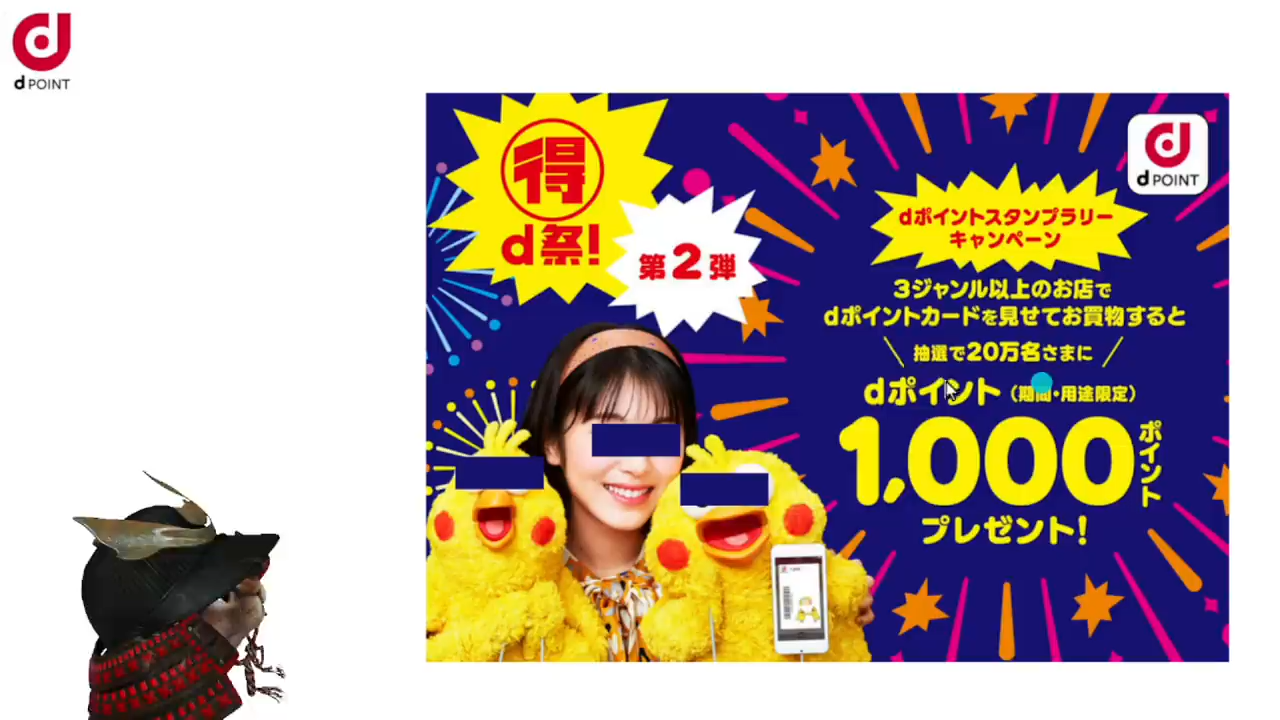 d POINT
得
d祭!
第2弾
d POINT
dポイントスタンプラリー
キャンペーン
3ジャンル以上のお店で
dポイントカードを見せてお買物すると
抽選で20万名さまに
dポイント(期間・用途限定)
1,000ポイント
プレゼント!